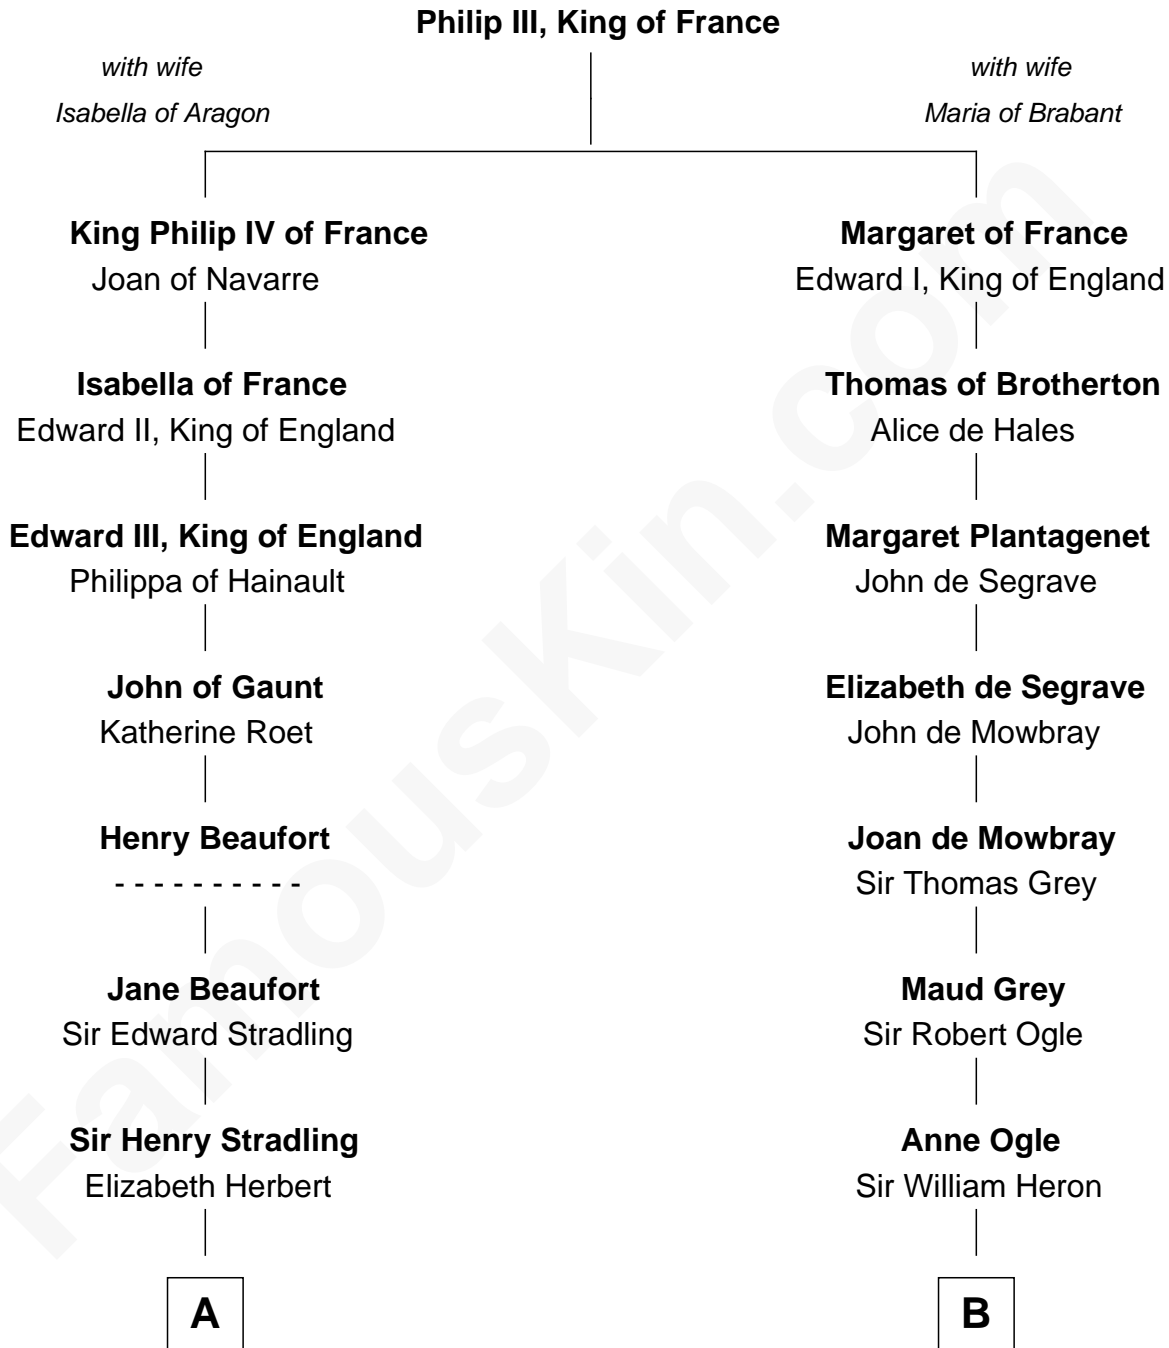 Philip III, King of France
with wife
Isabella of Aragon
with wife
Maria of Brabant
King Philip IV of France
Joan of Navarre
Margaret of France
Edward I, King of England
Isabella of France
Edward II, King of England
Thomas of Brotherton
Alice de Hales
Edward III, King of England
Philippa of Hainault
Margaret Plantagenet
John de Segrave
John of Gaunt
Katherine Roet
Elizabeth de Segrave
John de Mowbray
Henry Beaufort
- - - - - - - - - -
Joan de Mowbray
Sir Thomas Grey
Jane Beaufort
Sir Edward Stradling
Maud Grey
Sir Robert Ogle
Sir Henry Stradling
Elizabeth Herbert
Anne Ogle
Sir William Heron
A
B
FamousKin.com